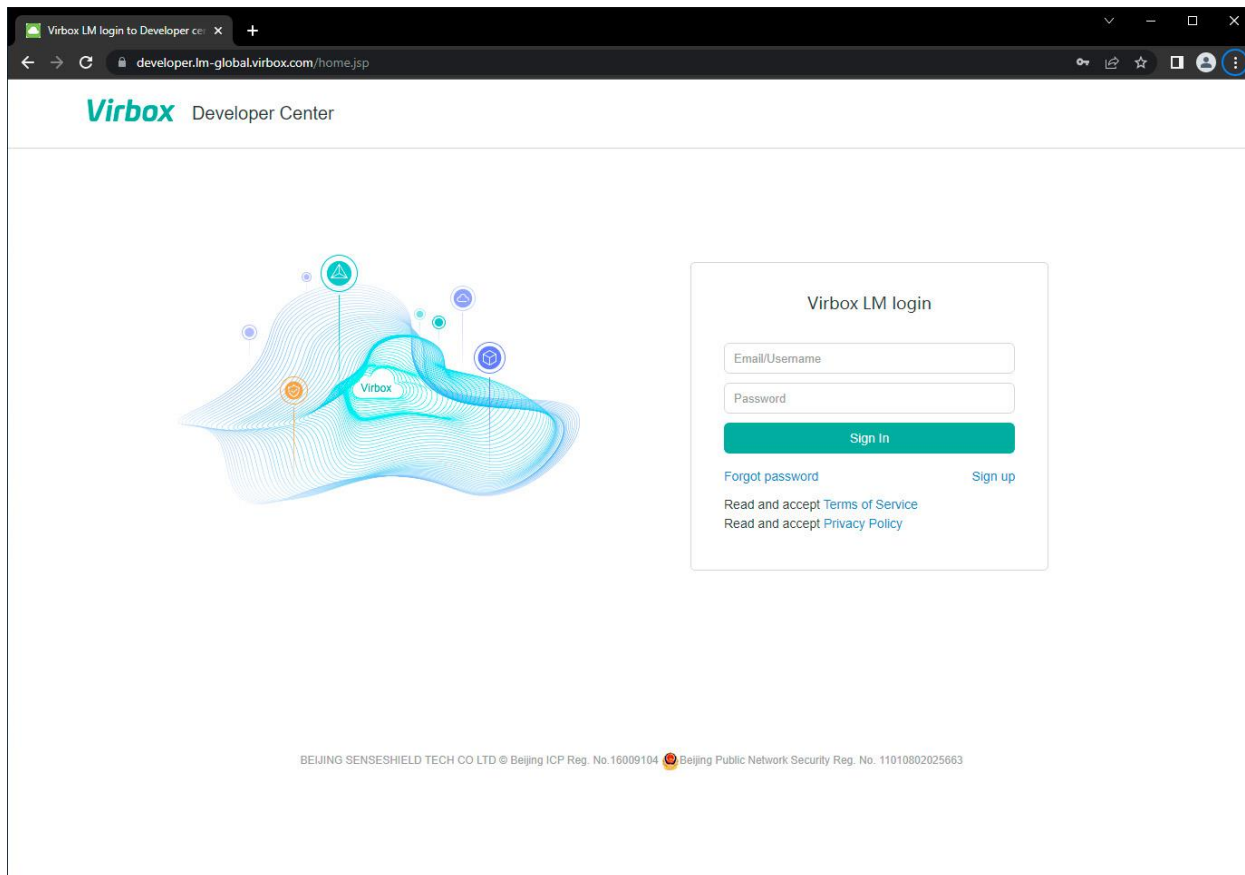 Virbox LM login to Developer cer
developer.lm-global.virbox.com/home.jsp
Virbox Developer Center
Virbox
Virbox LM login
Email/Username
Password
Sign In
Forgot password Sign up
Read and accept Terms of Service
Read and accept Privacy Policy
BEIJING SENSESHIELD TECH CO LTD © Beijing ICP Reg. No.16009104 Beijing Public Network Security Reg. No. 11010802025663